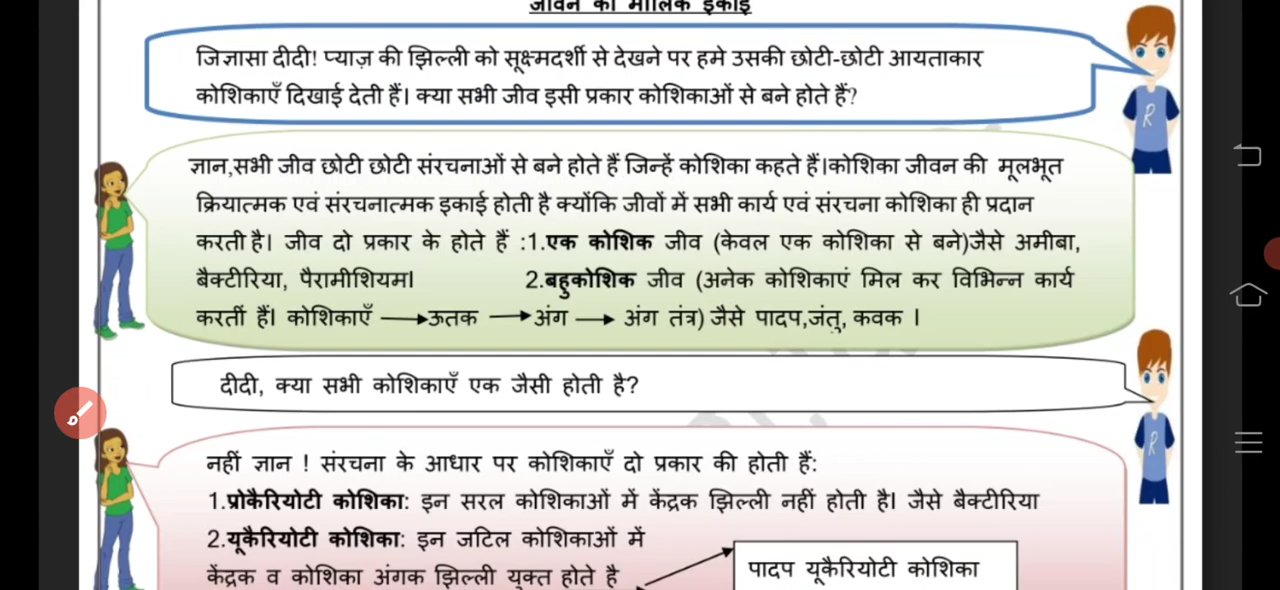 जीवन की मौलिक इकाई
जिज्ञासा दीदी! प्याज़ की झिल्ली को सूक्ष्मदर्शी से देखने पर हमे उसकी छोटी-छोटी आयताकार
कोशिकाएँ दिखाई देती हैं। क्या सभी जीव इसी प्रकार कोशिकाओं से बने होते हैं?
R
ज्ञान,सभी जीव छोटी छोटी संरचनाओं से बने होते हैं जिन्हें कोशिका कहते हैं।कोशिका जीवन की मूलभूत
क्रियात्मक एवं संरचनात्मक इकाई होती है क्योंकि जीवों में सभी कार्य एवं संरचना कोशिका ही प्रदान
करती है। जीव दो प्रकार के होते हैं :1.एक कोशिक जीव (केवल एक कोशिका से बने)जैसे अमीबा,
बैक्टीरिया, पैरामीशियम। 2.बहुकोशिक जीव (अनेक कोशिकाएं मिल कर विभिन्न कार्य
करतीं हैं। कोशिकाएँ →ऊतक →अंग → अंग तंत्र) जैसे पादप,जंतु, कवक ।
दीदी, क्या सभी कोशिकाएँ एक जैसी होती है?
R
नहीं ज्ञान ! संरचना के आधार पर कोशिकाएँ दो प्रकार की होती हैं:
1.प्रोकैरियोटी कोशिका: इन सरल कोशिकाओं में केंद्रक झिल्ली नहीं होती है। जैसे बैक्टीरिया
2.यूकैरियोटी कोशिका: इन जटिल कोशिकाओं में
केंद्रक व कोशिका अंगक झिल्ली युक्त होते है
पादप यूकैरियोटी कोशिका